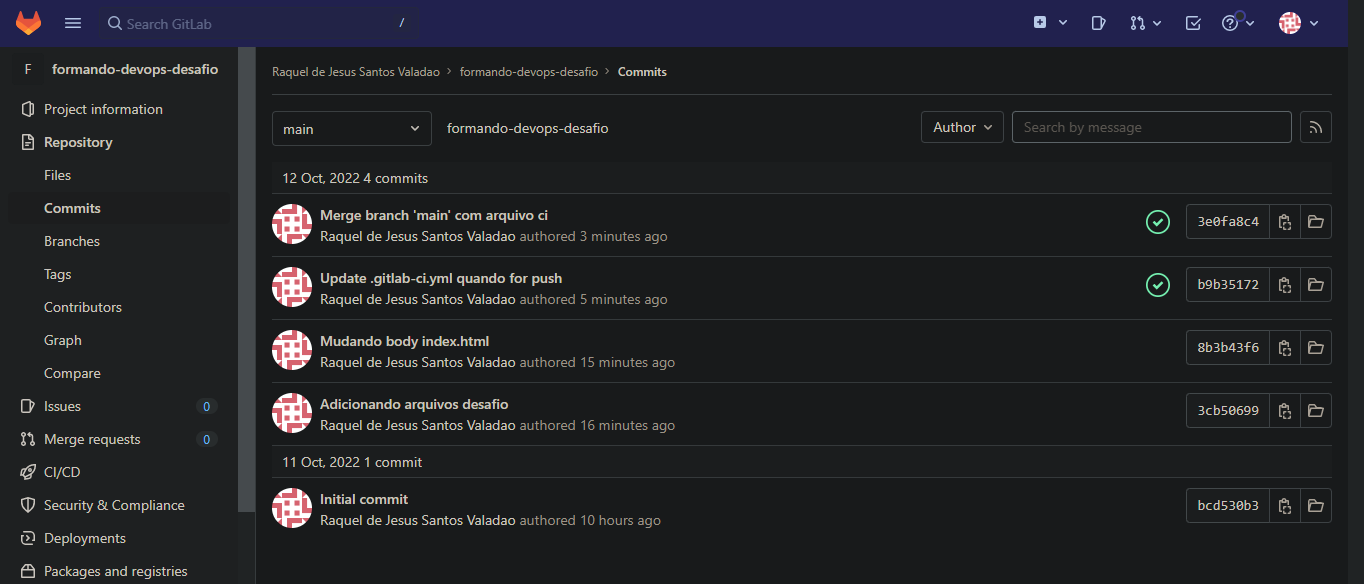 Search GitLab /
F formando-devops-desafio
Project information
Repository
Files
Commits
Branches
Tags
Contributors
Graph
Compare
Issues 0
Merge requests 0
CI/CD
Security & Compliance
Deployments
Packages and registries
Raquel de Jesus Santos Valadao › formando-devops-desafio › Commits
main formando-devops-desafio Author Search by message
12 Oct, 2022 4 commits
Merge branch 'main' com arquivo ci
Raquel de Jesus Santos Valadao authored 3 minutes ago
3e0fa8c4
Update .gitlab-ci.yml quando for push
Raquel de Jesus Santos Valadao authored 5 minutes ago
b9b35172
Mudando body index.html
Raquel de Jesus Santos Valadao authored 15 minutes ago
8b3b43f6
Adicionando arquivos desafio
Raquel de Jesus Santos Valadao authored 16 minutes ago
3cb50699
11 Oct, 2022 1 commit
Initial commit
Raquel de Jesus Santos Valadao authored 10 hours ago
bcd530b3